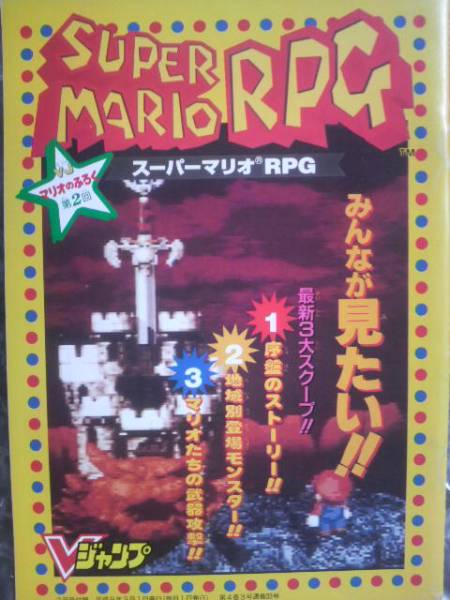 SUPER
MARIO RPG
TM
スーパーマリオ® RPG
VJ
マリオのふろく
第2回
みんなが見たい!!
最新3大スクープ!!
1 序盤のストーリー!!
2 地域別登場モンスター!!
3 マリオたちの武器攻撃!!
Vジャンプ